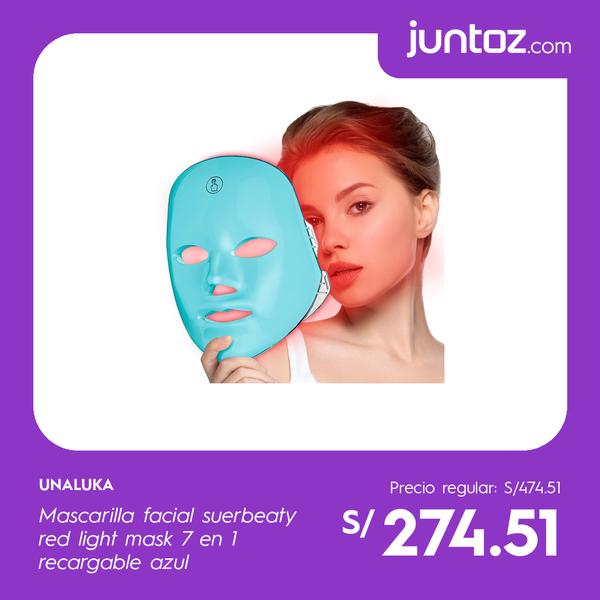 juntoz.com
UNALUKA
Mascarilla facial suerbeaty
red light mask 7 en 1
recargable azul
Precio regular: S/474.51
S/274.51